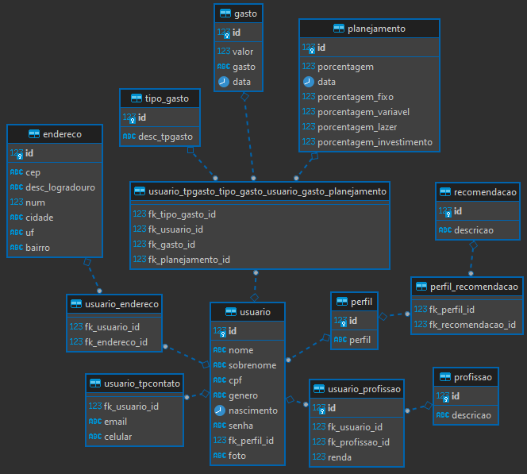 gasto
123 id
123 valor
ABC gasto
data
planejamento
123 id
123 porcentagem
data
123 porcentagem_fixo
123 porcentagem_variavel
123 porcentagem_lazer
123 porcentagem_investimento
tipo_gasto
123 id
ABC desc_tpgasto
endereco
123 id
ABC cep
ABC desc_logradouro
123 num
ABC cidade
ABC uf
ABC bairro
usuario_tpgasto_tipo_gasto_usuario_gasto_planejamento
123 fk_tipo_gasto_id
123 fk_usuario_id
123 fk_gasto_id
123 fk_planejamento_id
recomendacao
123 id
ABC descricao
perfil_recomendacao
123 fk_perfil_id
123 fk_recomendacao_id
usuario_endereco
123 fk_usuario_id
123 fk_endereco_id
usuario
123 id
ABC nome
ABC sobrenome
ABC cpf
ABC genero
nascimento
ABC senha
123 fk_perfil_id
ABC foto
perfil
123 id
ABC perfil
usuario_tpcontato
123 fk_usuario_id
ABC email
ABC celular
usuario_profissao
123 id
123 fk_usuario_id
123 fk_profissao_id
123 renda
profissao
123 id
ABC descricao